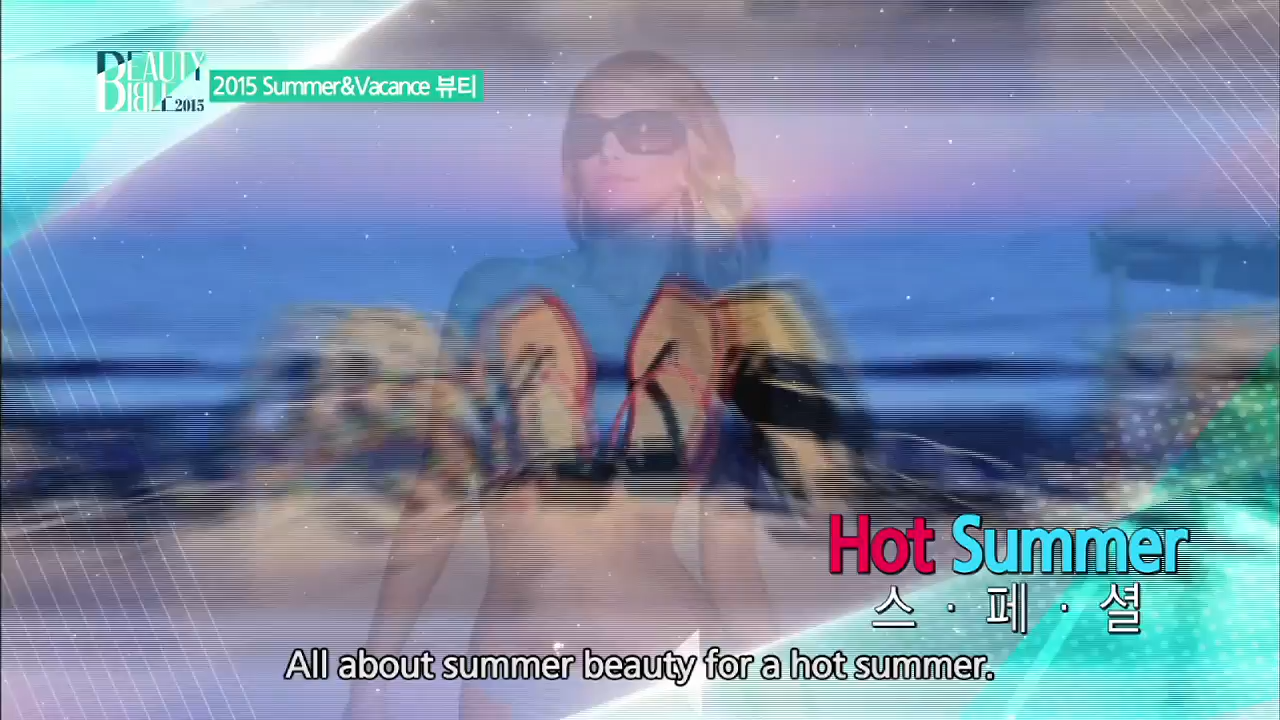 BEAUTY
BIBLE 2015
2015 Summer&Vacance 뷰티
Hot Summer
스·페·셜
All about summer beauty for a hot summer.